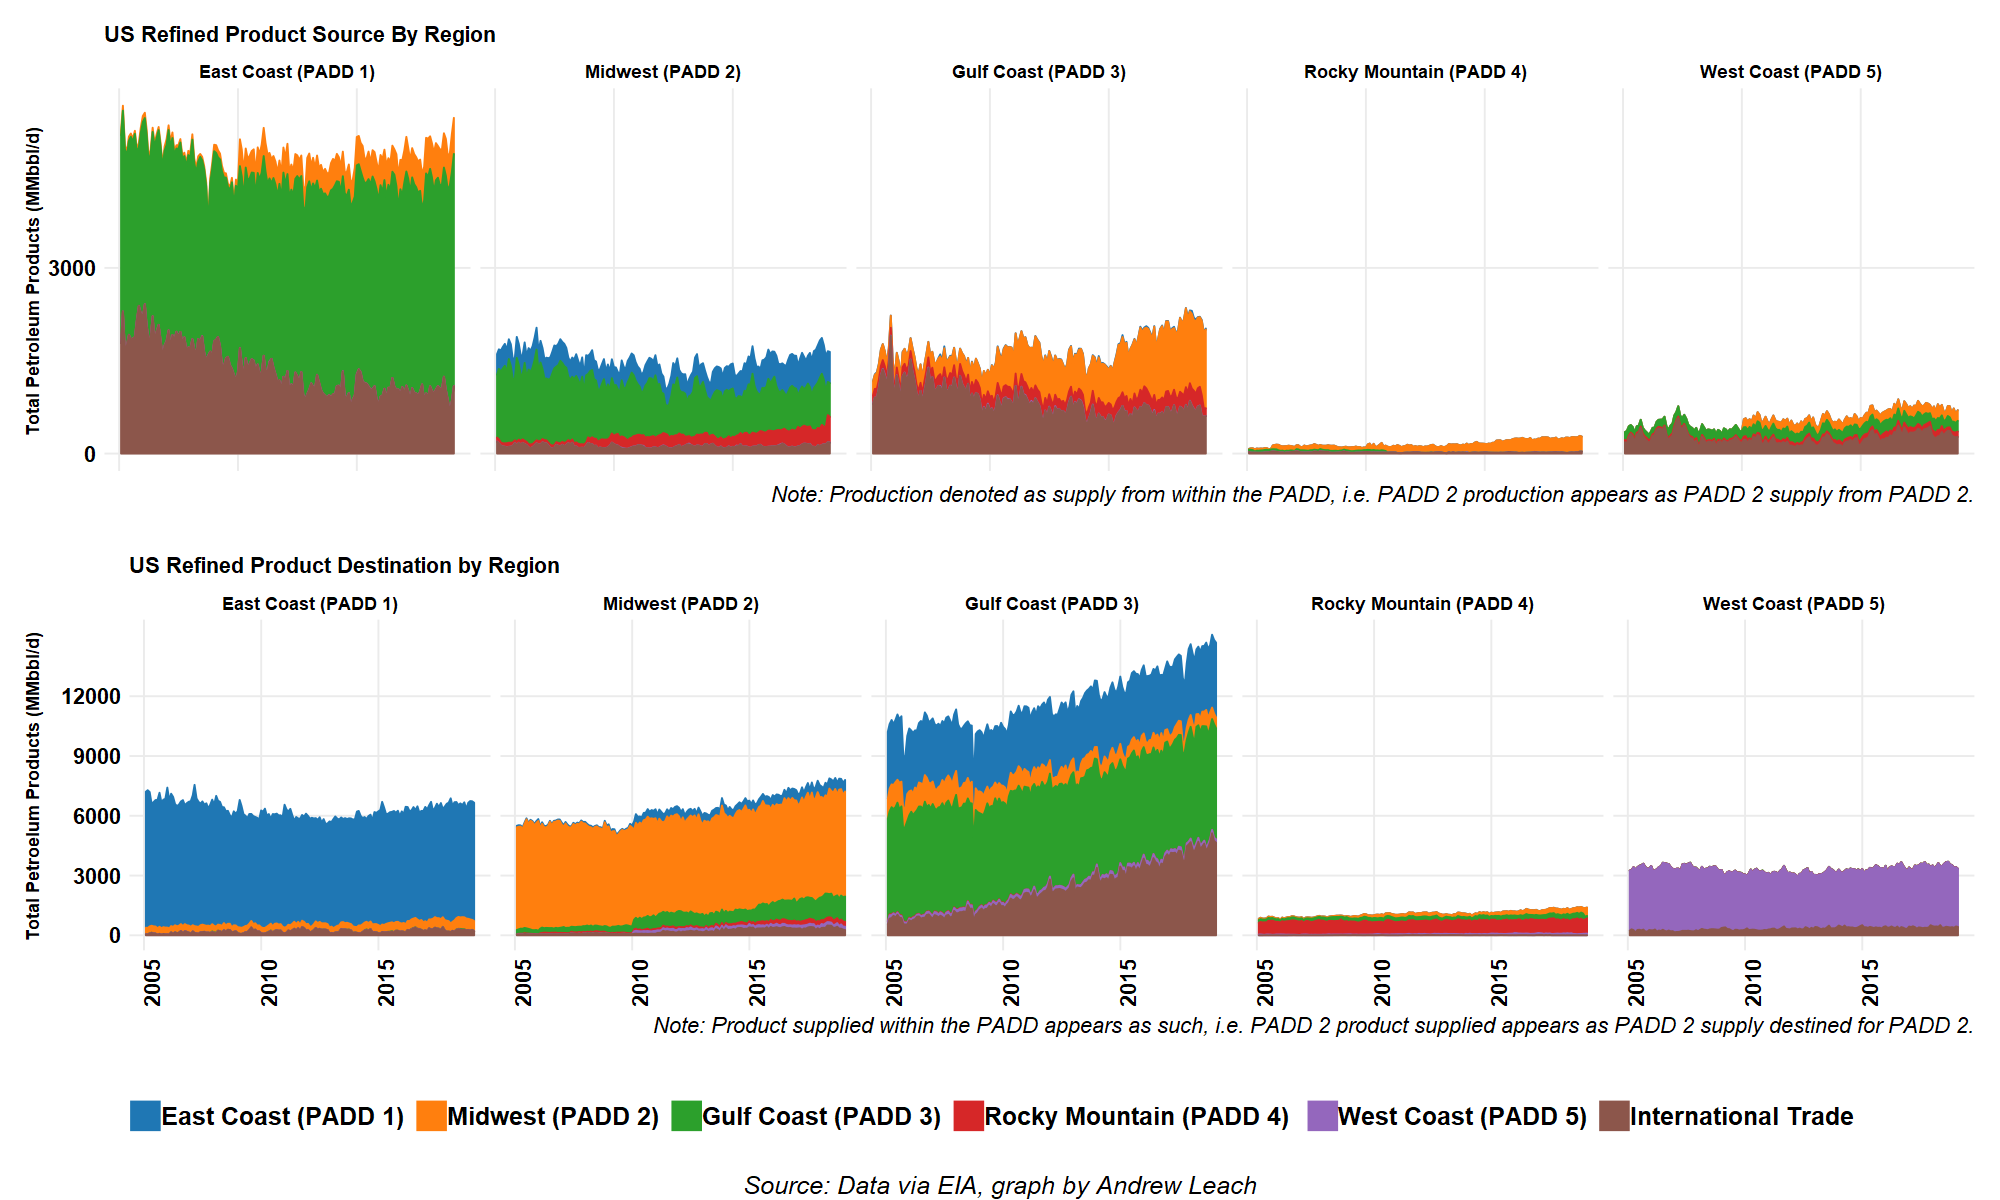 US Refined Product Source By Region
East Coast (PADD 1) Midwest (PADD 2) Gulf Coast (PADD 3) Rocky Mountain (PADD 4) West Coast (PADD 5)
Total Petroleum Products (MMbbl/d)
3000
0
Note: Production denoted as supply from within the PADD, i.e. PADD 2 production appears as PADD 2 supply from PADD 2.
US Refined Product Destination by Region
East Coast (PADD 1) Midwest (PADD 2) Gulf Coast (PADD 3) Rocky Mountain (PADD 4) West Coast (PADD 5)
Total Petroelum Products (MMbbl/d)
12000
9000
6000
3000
0
2005 2010 2015 2005 2010 2015 2005 2010 2015 2005 2010 2015 2005 2010 2015
Note: Product supplied within the PADD appears as such, i.e. PADD 2 product supplied appears as PADD 2 supply destined for PADD 2.
East Coast (PADD 1) Midwest (PADD 2) Gulf Coast (PADD 3) Rocky Mountain (PADD 4) West Coast (PADD 5) International Trade
Source: Data via EIA, graph by Andrew Leach